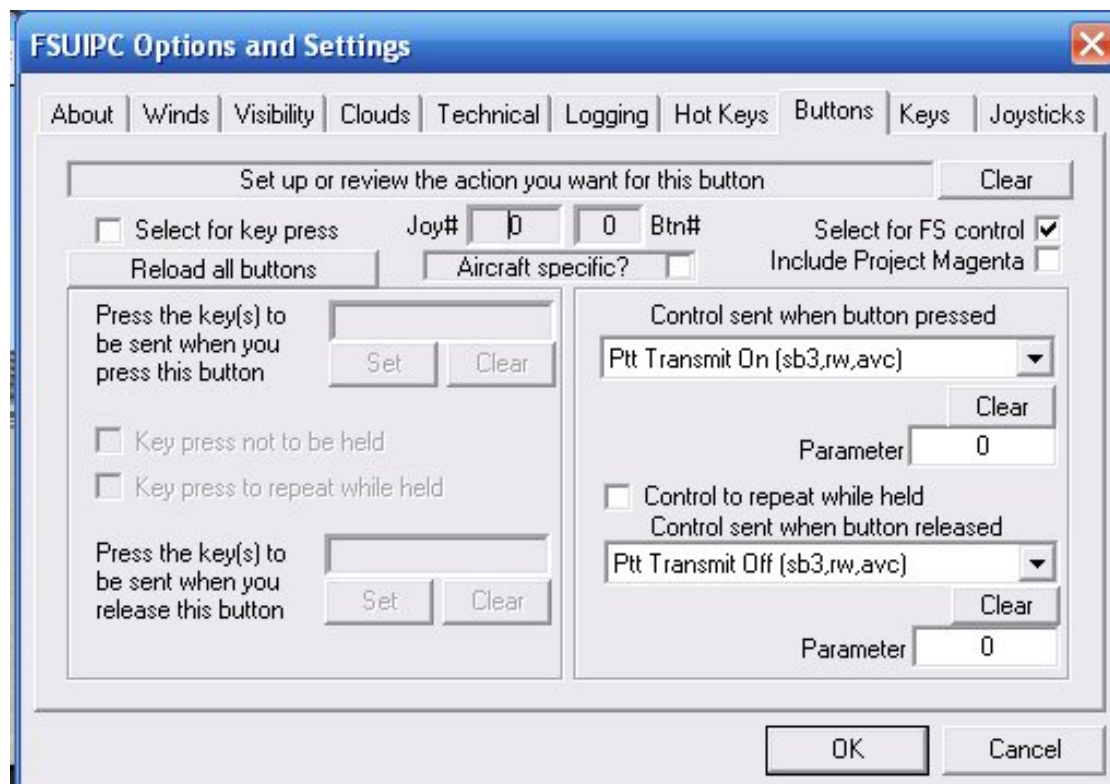 FSUIPC Options and Settings
About Winds Visibility Clouds Technical Logging Hot Keys Buttons Keys Joysticks
Set up or review the action you want for this button Clear
Select for key press Joy# 0 0 Btn# Select for FS control
Reload all buttons Aircraft specific? Include Project Magenta
Press the key(s) to
be sent when you
press this button
Set Clear
Key press not to be held
Key press to repeat while held
Press the key(s) to
be sent when you
release this button
Set Clear
Control sent when button pressed
Ptt Transmit On (sb3,rw,avc)
Clear
Parameter 0
Control to repeat while held
Control sent when button released
Ptt Transmit Off (sb3,rw,avc)
Clear
Parameter 0
OK Cancel